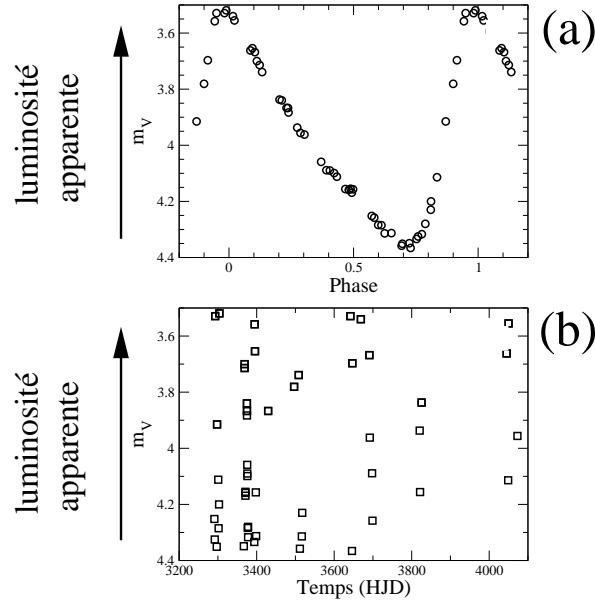 (a)
luminosité
apparente
m_V
3.6
3.8
4
4.2
4.4
0
0.5
1
Phase
(b)
luminosité
apparente
m_V
3.6
3.8
4
4.2
4.4
3200
3400
3600
3800
4000
Temps (HJD)